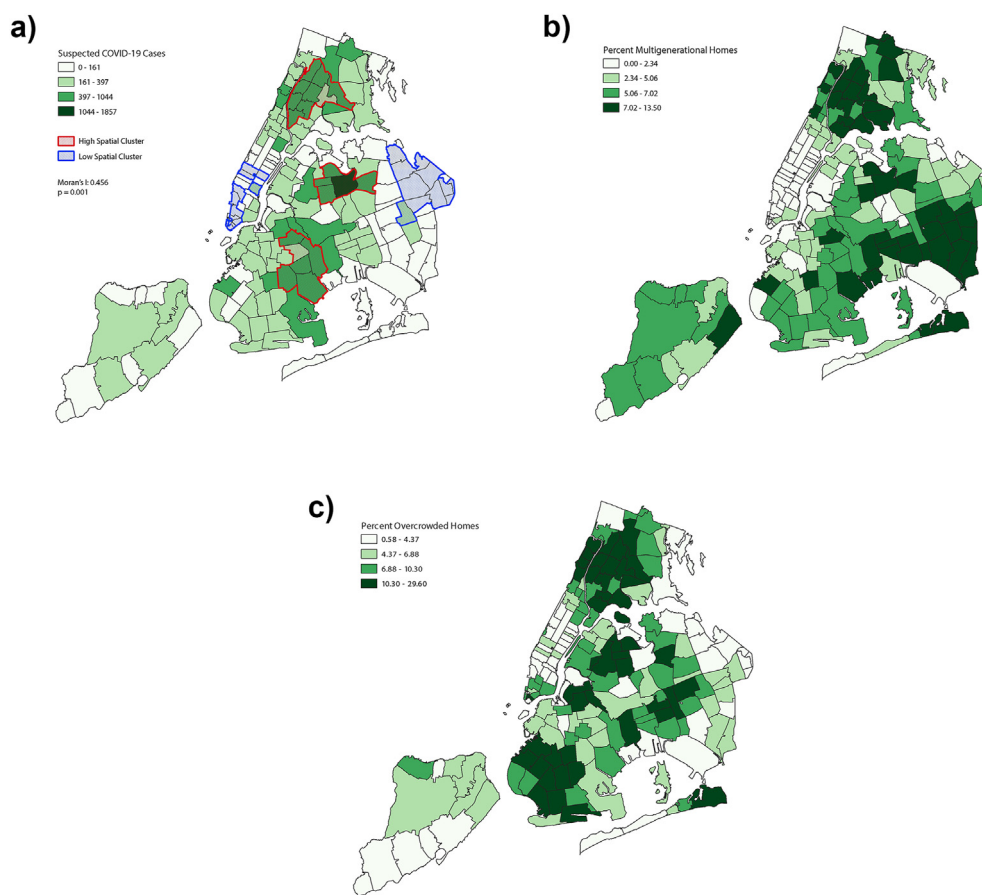 a)
Suspected COVID-19 Cases
0 - 161
161 - 397
397 - 1044
1044 - 1857
High Spatial Cluster
Low Spatial Cluster
Moran's I: 0.456
p = 0.001
b)
Percent Multigenerational Homes
0.00 - 2.34
2.34 - 5.06
5.06 - 7.02
7.02 - 13.50
c)
Percent Overcrowded Homes
0.58 - 4.37
4.37 - 6.88
6.88 - 10.30
10.30 - 29.60